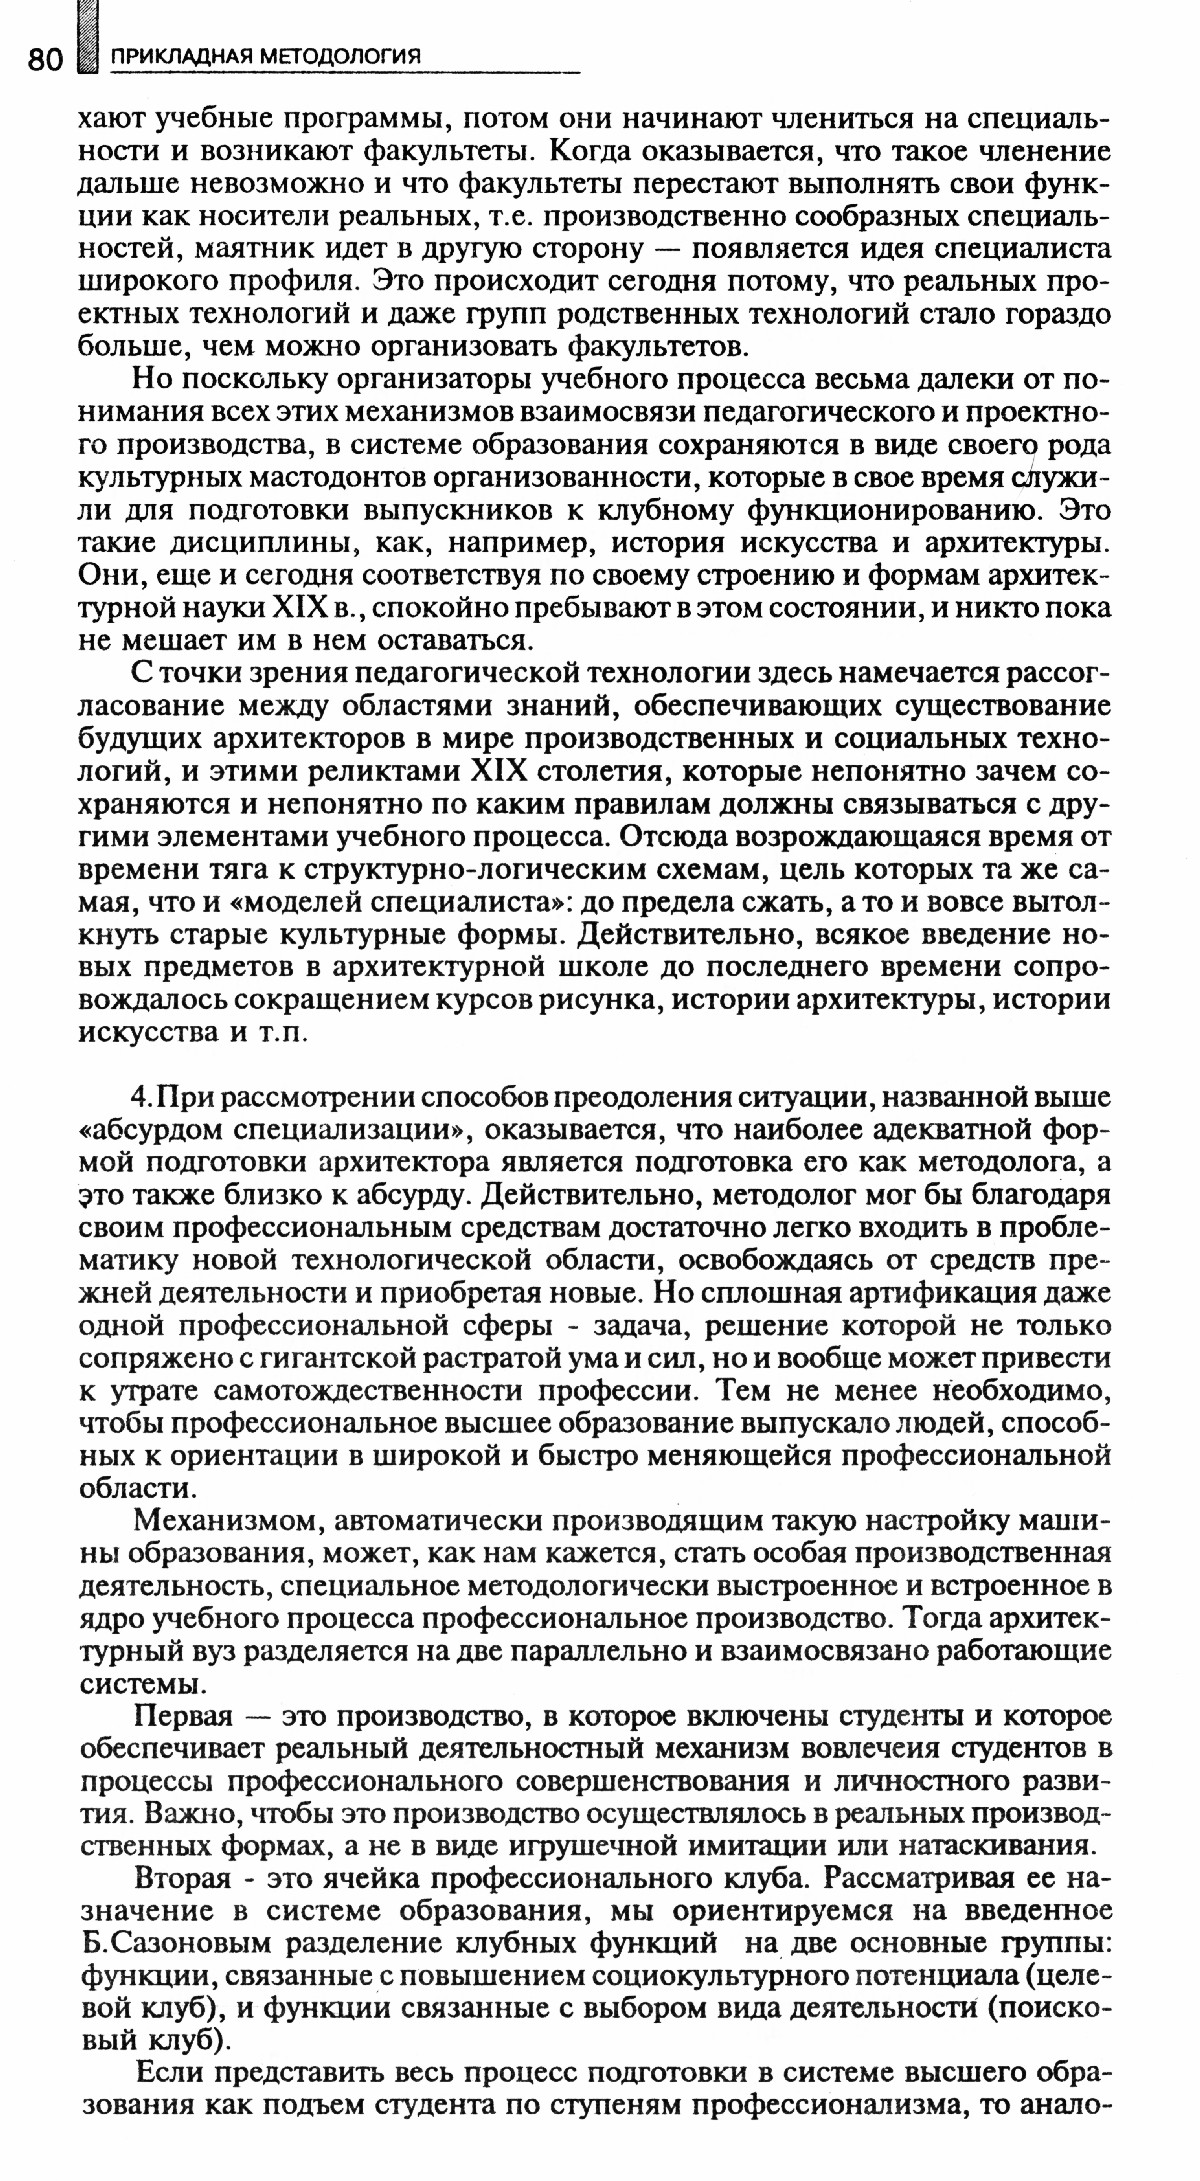 80
ПРИКЛАДНАЯ МЕТОДОЛОГИЯ
хают учебные программы, потом они начинают члениться на специаль-
ности и возникают факультеты. Когда оказывается, что такое членение
дальше невозможно и что факультеты перестают выполнять свои функ-
ции как носители реальных, т.е. производственно сообразных специаль-
ностей, маятник идет в другую сторону — появляется идея специалиста
широкого профиля. Это происходит сегодня потому, что реальных про-
ектных технологий и даже групп родственных технологий стало гораздо
больше, чем можно организовать факультетов.
Но поскольку организаторы учебного процесса весьма далеки от по-
нимания всех этих механизмов взаимосвязи педагогического и проектно-
го производства, в системе образования сохраняются в виде своего рода
культурных мастодонтов организованности, которые в свое время служи-
ли для подготовки выпускников к клубному функционированию. Это
такие дисциплины, как, например, история искусства и архитектуры.
Они, еще и сегодня соответствуя по своему строению и формам архитек-
турной науки XIX в., спокойно пребывают в этом состоянии, и никто пока
не мешает им в нем оставаться.
С точки зрения педагогической технологии здесь намечается рассог-
ласование между областями знаний, обеспечивающих существование
будущих архитекторов в мире производственных и социальных техно-
логий, и этими реликтами XIX столетия, которые непонятно зачем со-
храняются и непонятно по каким правилам должны связываться с дру-
гими элементами учебного процесса. Отсюда возрождающаяся время от
времени тяга к структурно-логическим схемам, цель которых та же са-
мая, что и «моделей специалиста»: до предела сжать, а то и вовсе вытол-
кнуть старые культурные формы. Действительно, всякое введение но-
вых предметов в архитектурной школе до последнего времени сопро-
вождалось сокращением курсов рисунка, истории архитектуры, истории
искусства и т.п.
4. При рассмотрении способов преодоления ситуации, названной выше
«абсурдом специализации», оказывается, что наиболее адекватной фор-
мой подготовки архитектора является подготовка его как методолога, а
это также близко к абсурду. Действительно, методолог мог бы благодаря
своим профессиональным средствам достаточно легко входить в пробле-
матику новой технологической области, освобождаясь от средств пре-
жней деятельности и приобретая новые. Но сплошная артификация даже
одной профессиональной сферы - задача, решение которой не только
сопряжено с гигантской растратой ума и сил, но и вообще может привести
к утрате самотождественности профессии. Тем не менее необходимо,
чтобы профессиональное высшее образование выпускало людей, способ-
ных к ориентации в широкой и быстро меняющейся профессиональной
области.
Механизмом, автоматически производящим такую настройку маши-
ны образования, может, как нам кажется, стать особая производственная
деятельность, специальное методологически выстроенное и встроенное в
ядро учебного процесса профессиональное производство. Тогда архитек-
турный вуз разделяется на две параллельно и взаимосвязано работающие
системы.
Первая — это производство, в которое включены студенты и которое
обеспечивает реальный деятельностный механизм вовлечеия студентов в
процессы профессионального совершенствования и личностного разви-
тия. Важно, чтобы это производство осуществлялось в реальных производ-
ственных формах, а не в виде игрушечной имитации или натаскивания.
Вторая - это ячейка профессионального клуба. Рассматривая ее на-
значение в системе образования, мы ориентируемся на введенное
Б.Сазоновым разделение клубных функций на две основные группы:
функции, связанные с повышением социокультурного потенциала (целе-
вой клуб), и функции связанные с выбором вида деятельности (поиско-
вый клуб).
Если представить весь процесс подготовки в системе высшего обра-
зования как подъем студента по ступеням профессионализма, то анало-